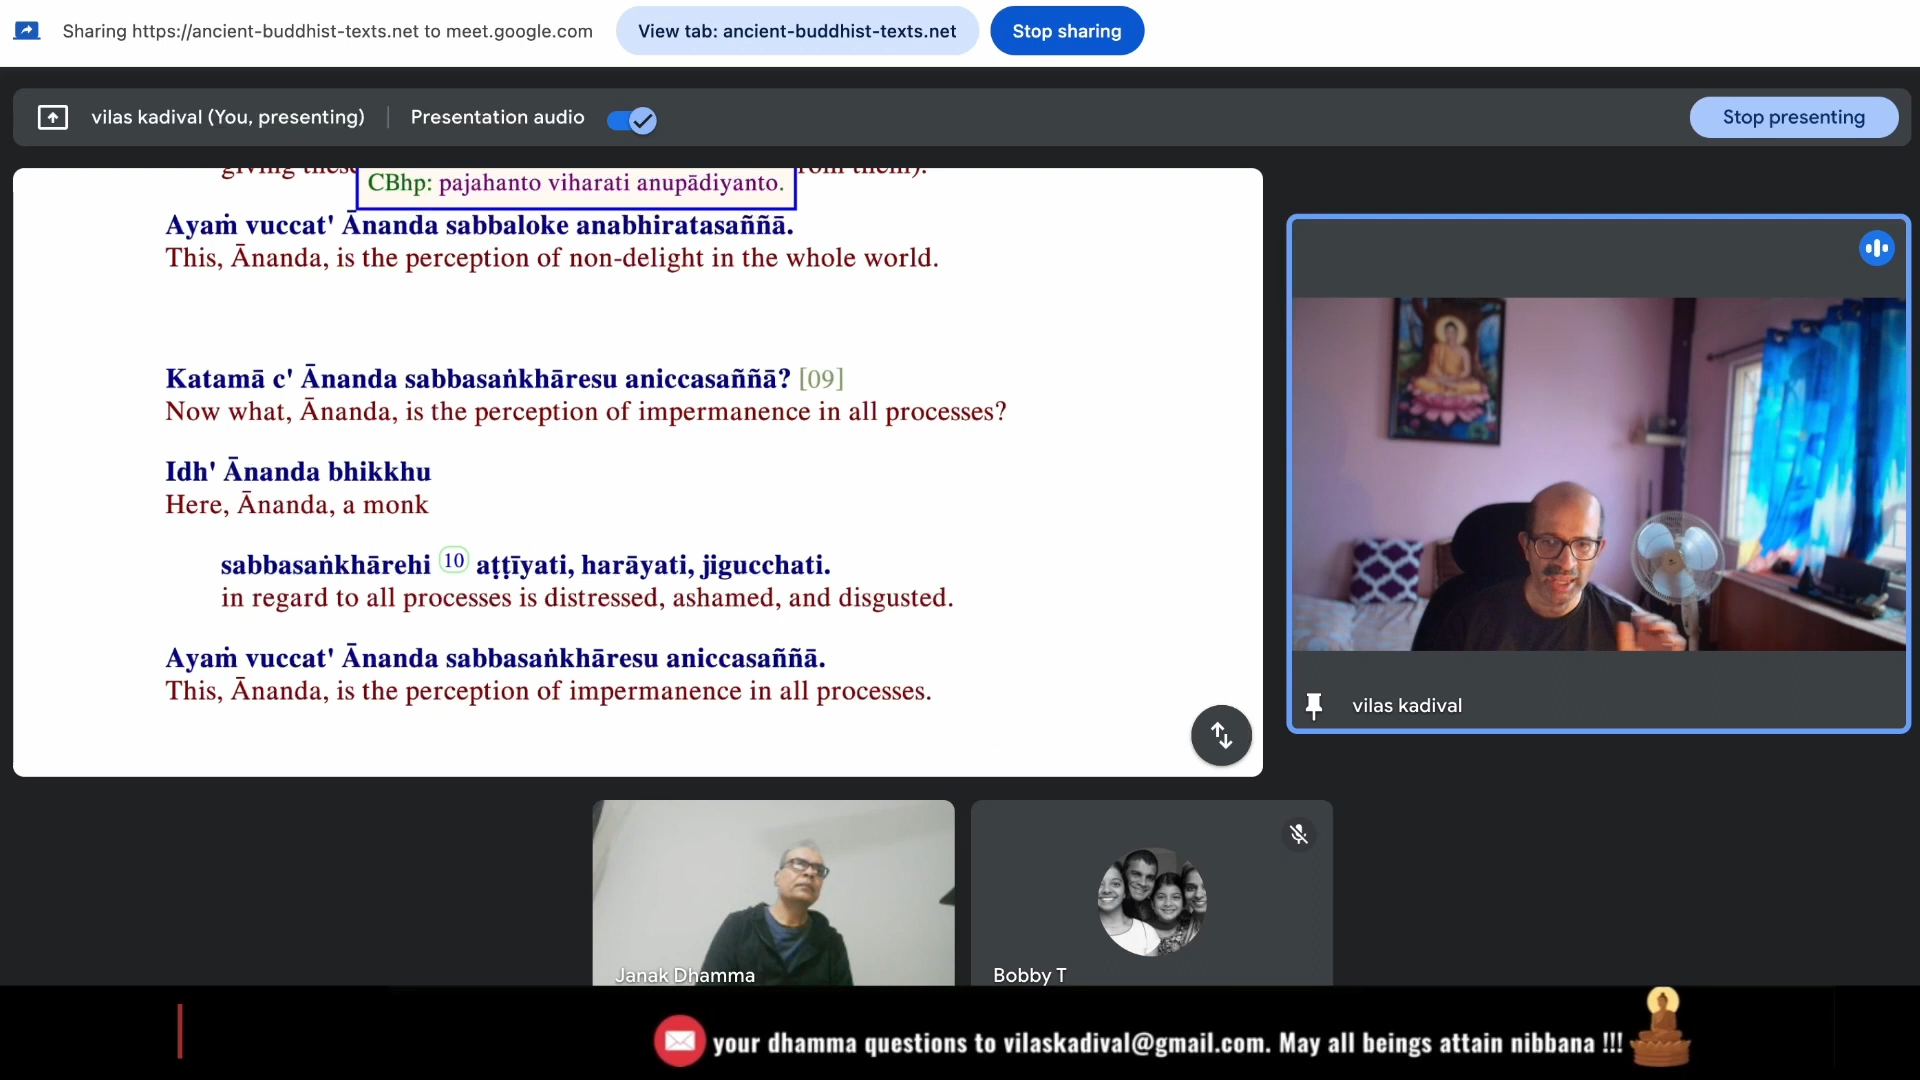 Sharing https://ancient-buddhist-texts.net to meet.google.com
View tab: ancient-buddhist-texts.net
Stop sharing
vilas kadival (You, presenting)
Presentation audio
Stop presenting
giving these from them).
CBhp: pajahanto viharati anupādiyanto.
Ayaṁ vuccat' Ānanda sabbaloke anabhiratasaññā.
This, Ānanda, is the perception of non-delight in the whole world.
Katamā c' Ānanda sabbasaṅkhāresu aniccasaññā? [09]
Now what, Ānanda, is the perception of impermanence in all processes?
Idh' Ānanda bhikkhu
Here, Ānanda, a monk
sabbasaṅkhārehi 10 aṭṭīyati, harāyati, jigucchati.
in regard to all processes is distressed, ashamed, and disgusted.
Ayaṁ vuccat' Ānanda sabbasaṅkhāresu aniccasaññā.
This, Ānanda, is the perception of impermanence in all processes.
vilas kadival
Janak Dhamma
Bobby T
your dhamma questions to vilaskadival@gmail.com. May all beings attain nibbana !!!